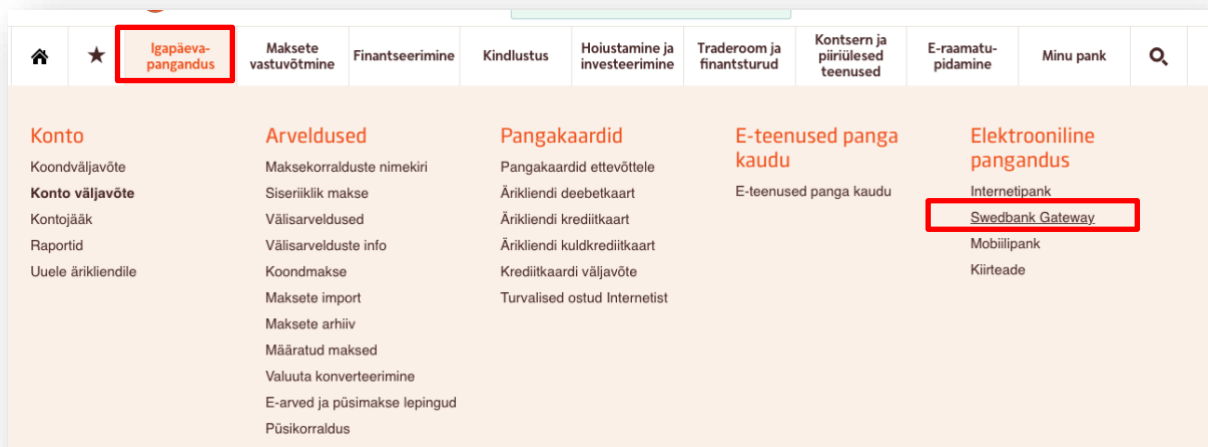 Igapäeva-
pangandus
Maksete
vastuvõtmine
Finantseerimine
Kindlustus
Hoiustamine ja
investeerimine
Traderoom ja
finantsturud
Kontsern ja
piiriülesed
teenused
E-raamatu-
pidamine
Minu pank
Konto
Koondväljavõte
Konto väljavõte
Kontojääk
Raportid
Uuele ärikliendile
Arveldused
Maksekorralduste nimekiri
Siseriiklik makse
Välisarveldused
Välisarvelduste info
Koondmakse
Maksete import
Maksete arhiiv
Määratud maksed
Valuuta konverteerimine
E-arved ja püsimakse lepingud
Püsikorraldus
Pangakaardid
Pangakaardid ettevõttele
Ärikliendi deebetkaart
Ärikliendi krediitkaart
Ärikliendi kuldkrediitkaart
Krediitkaardi väljavõte
Turvalised ostud Internetist
E-teenused panga
kaudu
E-teenused panga kaudu
Elektrooniline
pangandus
Internetipank
Swedbank Gateway
Mobiilipank
Kiirteade